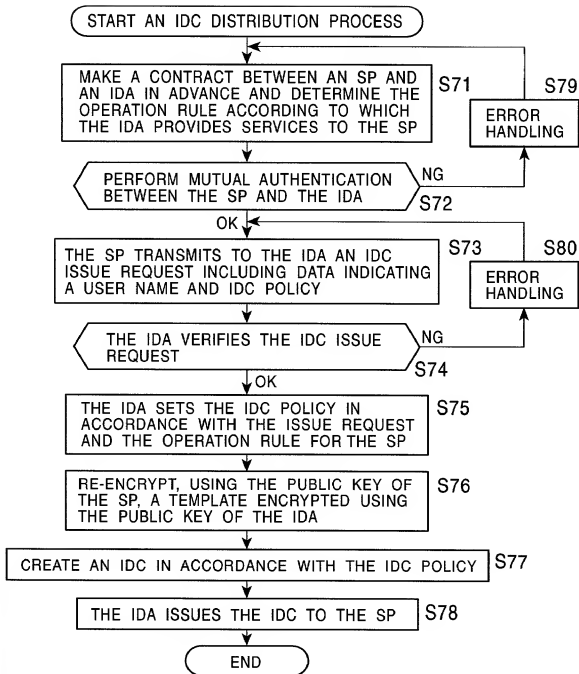 START AN IDC DISTRIBUTION PROCESS
MAKE A CONTRACT BETWEEN AN SP AND
AN IDA IN ADVANCE AND DETERMINE THE
OPERATION RULE ACCORDING TO WHICH
THE IDA PROVIDES SERVICES TO THE SP
S71
S79
ERROR
HANDLING
PERFORM MUTUAL AUTHENTICATION
BETWEEN THE SP AND THE IDA
NG
S72
OK
THE SP TRANSMITS TO THE IDA AN IDC
ISSUE REQUEST INCLUDING DATA INDICATING
A USER NAME AND IDC POLICY
S73
S80
ERROR
HANDLING
THE IDA VERIFIES THE IDC ISSUE
REQUEST
NG
S74
OK
THE IDA SETS THE IDC POLICY IN
ACCORDANCE WITH THE ISSUE REQUEST
AND THE OPERATION RULE FOR THE SP
S75
RE-ENCRYPT, USING THE PUBLIC KEY OF
THE SP, A TEMPLATE ENCRYPTED USING
THE PUBLIC KEY OF THE IDA
S76
CREATE AN IDC IN ACCORDANCE WITH THE IDC POLICY
S77
THE IDA ISSUES THE IDC TO THE SP
S78
END